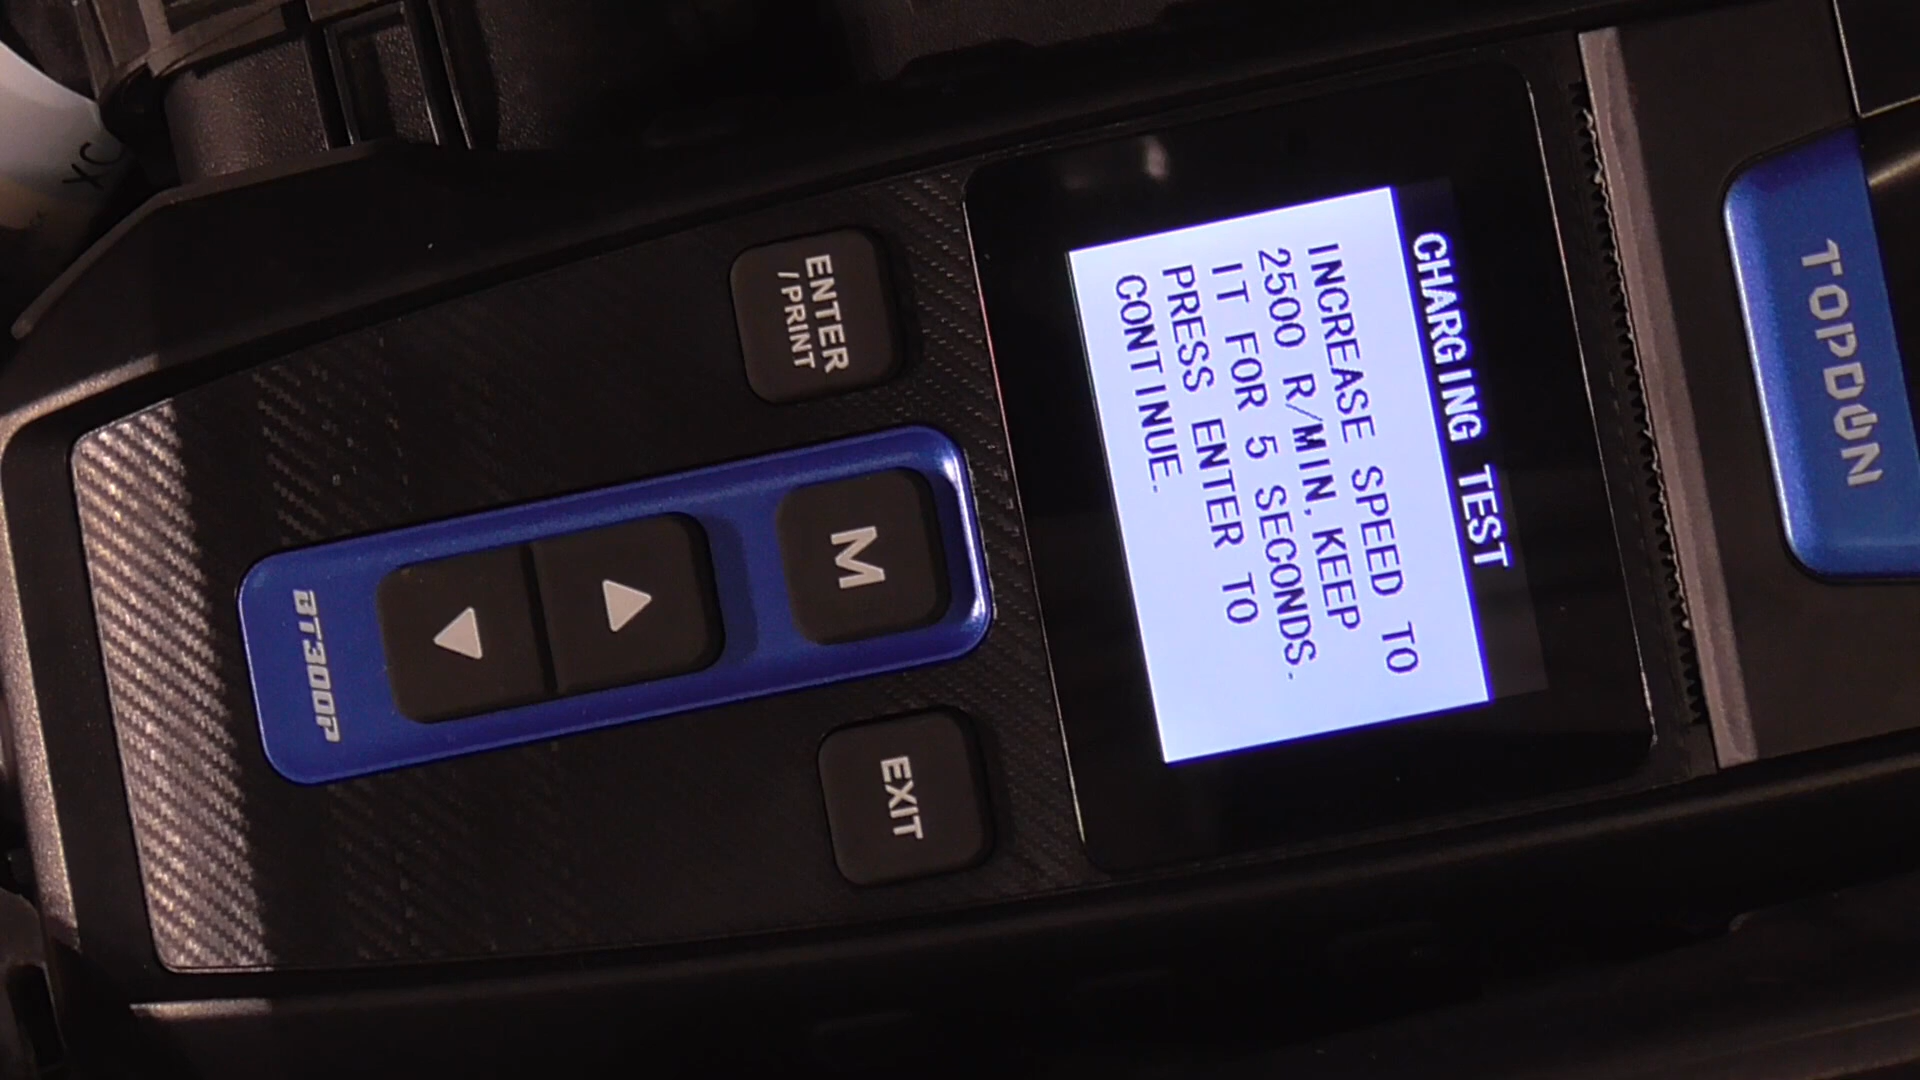 TOPDON
CHARGING TEST
INCREASE SPEED TO
2500 R/MIN, KEEP
IT FOR 5 SECONDS.
PRESS ENTER TO
CONTINUE.
ENTER
/PRINT
M
EXIT
BT300P
XC